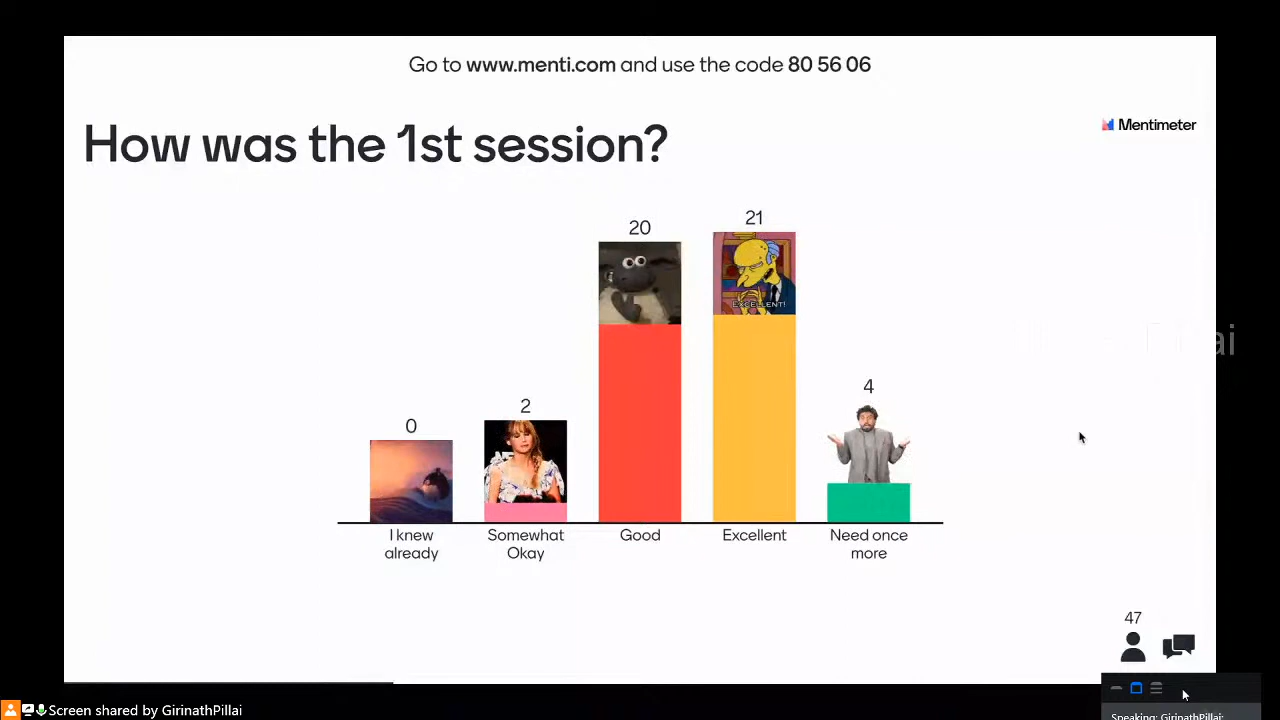 Go to www.menti.com and use the code 80 56 06
How was the 1st session?
Mentimeter
20
21
EXCELLENT!
4
2
0
I knew
already
Somewhat
Okay
Good
Excellent
Need once
more
47
Screen shared by GirinathPillai
Speaking: GirinathPillai;